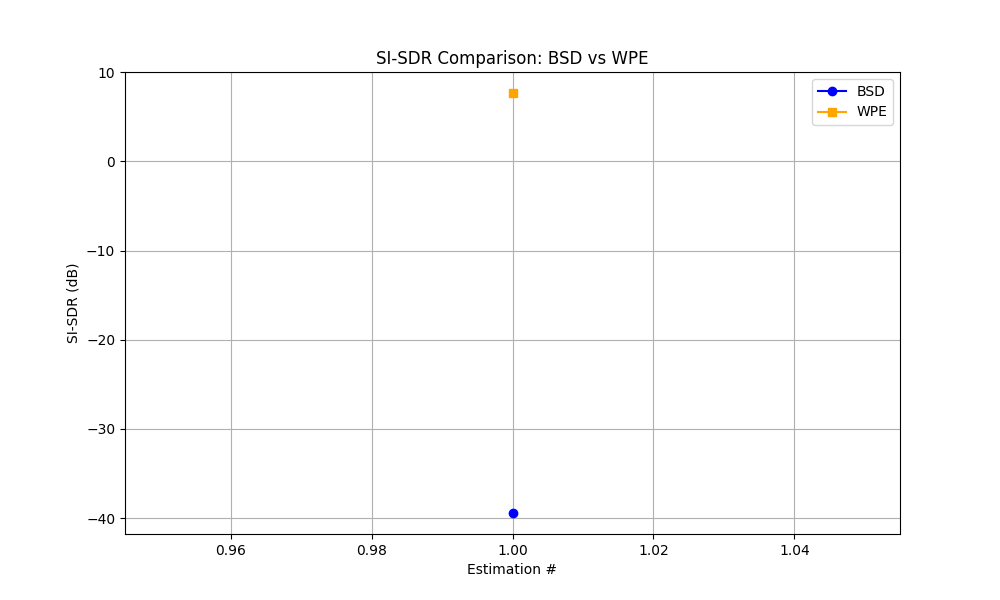 SI-SDR Comparison: BSD vs WPE
10
0
−10
−20
−30
−40
SI-SDR (dB)
BSD
WPE
0.96 0.98 1.00 1.02 1.04
Estimation #